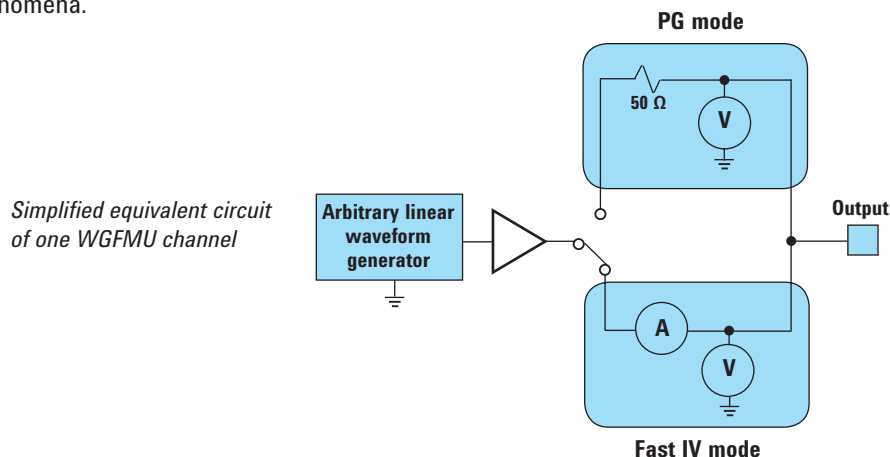 nomena.
PG mode
50 Ω
V
Simplified equivalent circuit
of one WGFMU channel
Arbitrary linear
waveform
generator
Output
A
V
Fast IV mode